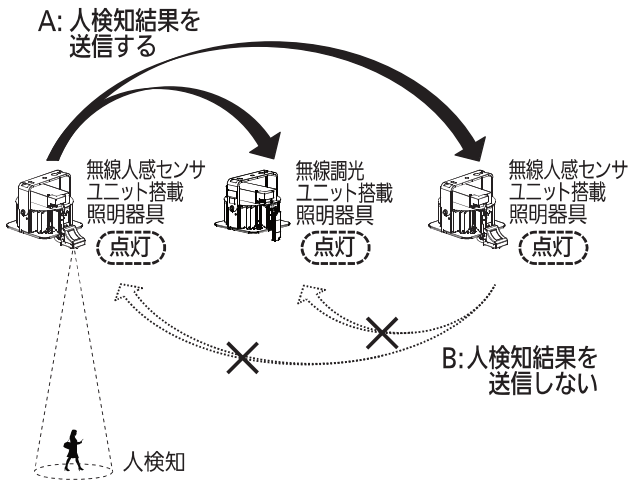 A: 人検知結果を
送信する
無線人感センサ
ユニット搭載
照明器具
点灯
無線調光
ユニット搭載
照明器具
点灯
無線人感センサ
ユニット搭載
照明器具
点灯
B:人検知結果を
送信しない
人検知